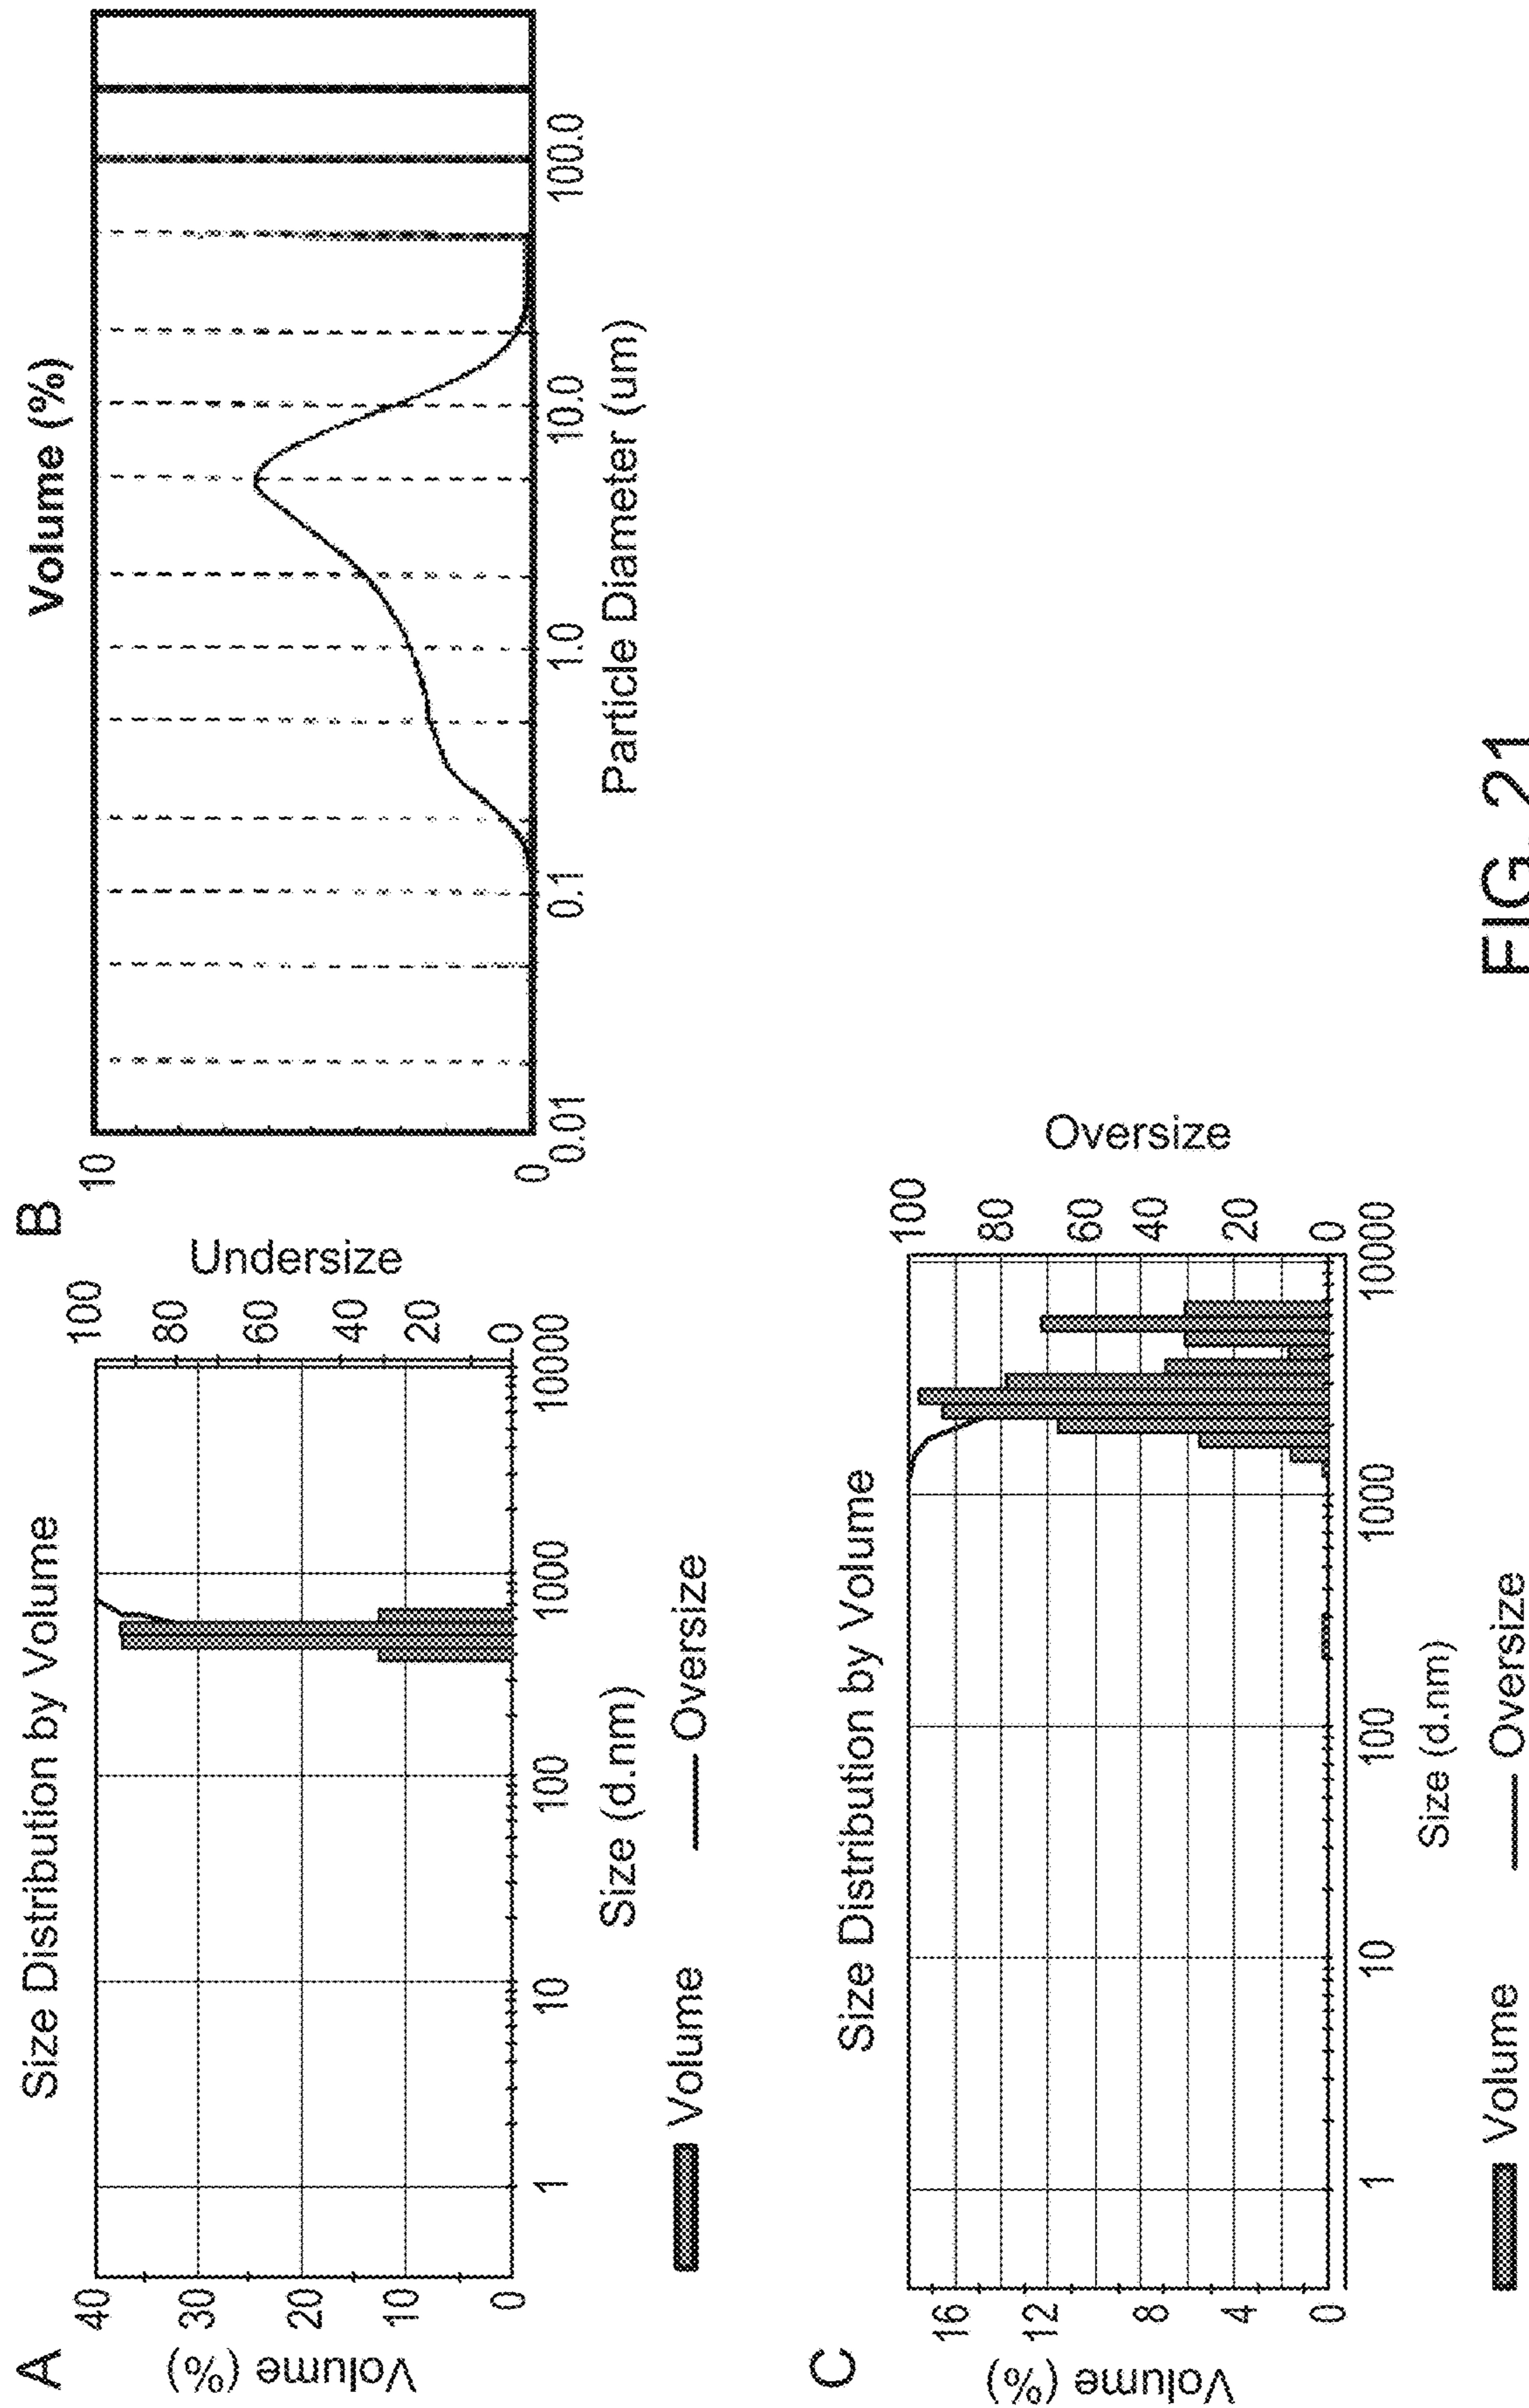 A
Size Distribution by Volume
Volume (%)
40
30
20
10
0
100
80
60
40
20
0
Undersize
1 10 100 1000 10000
Size (d.nm)
Volume Oversize
B
Volume (%)
10
0
0.01 0.1 1.0 10.0 100.0
Particle Diameter (um)
C
Size Distribution by Volume
Volume (%)
16
12
8
4
0
100
80
60
40
20
0
Oversize
1 10 100 1000 10000
Size (d.nm)
Volume Oversize
FIG. 21